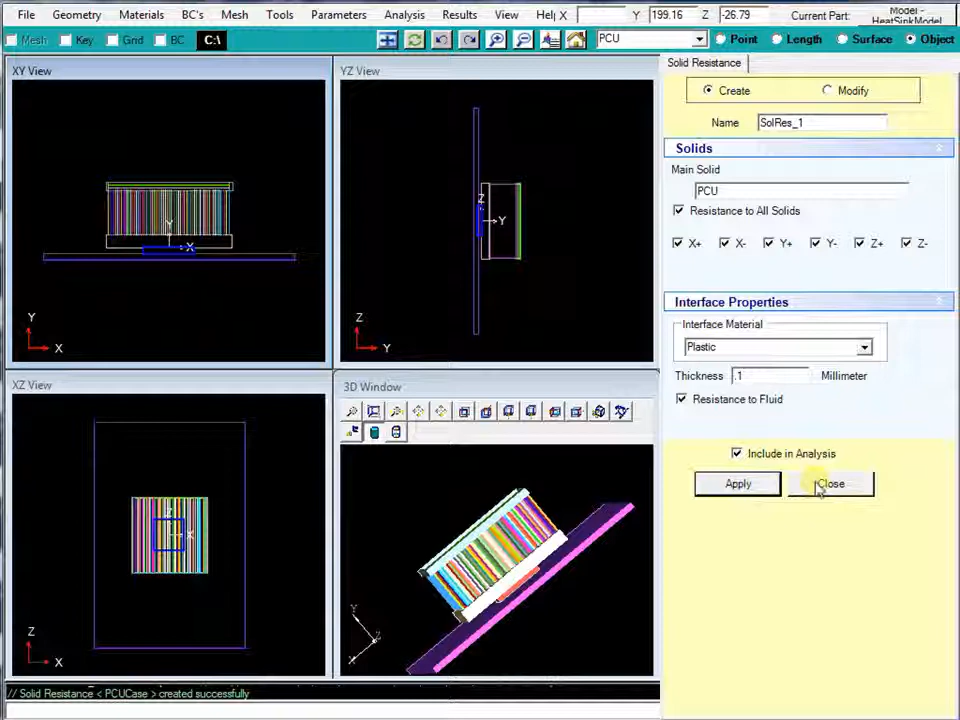 File Geometry Materials BC's Mesh Tools Parameters Analysis Results View Help X Y 199.16 Z -26.79 Current Part: Model - HeatSinkModel
Mesh Key Grid BC C:\ PCU Point Length Surface Object
XY View
YZ View
Solid Resistance
Create Modify
Name SolRes_1
Solids
Main Solid
PCU
Resistance to All Solids
X+ X- Y+ Y- Z+ Z-
Interface Properties
Interface Material
Plastic
Thickness .1 Millimeter
Resistance to Fluid
Include in Analysis
Apply Close
Y
X
Y
X
Z
Y
Z
Y
XZ View
3D Window
Z
X
Z
X
Y
Z
X
// Solid Resistance < PCUCase > created successfully